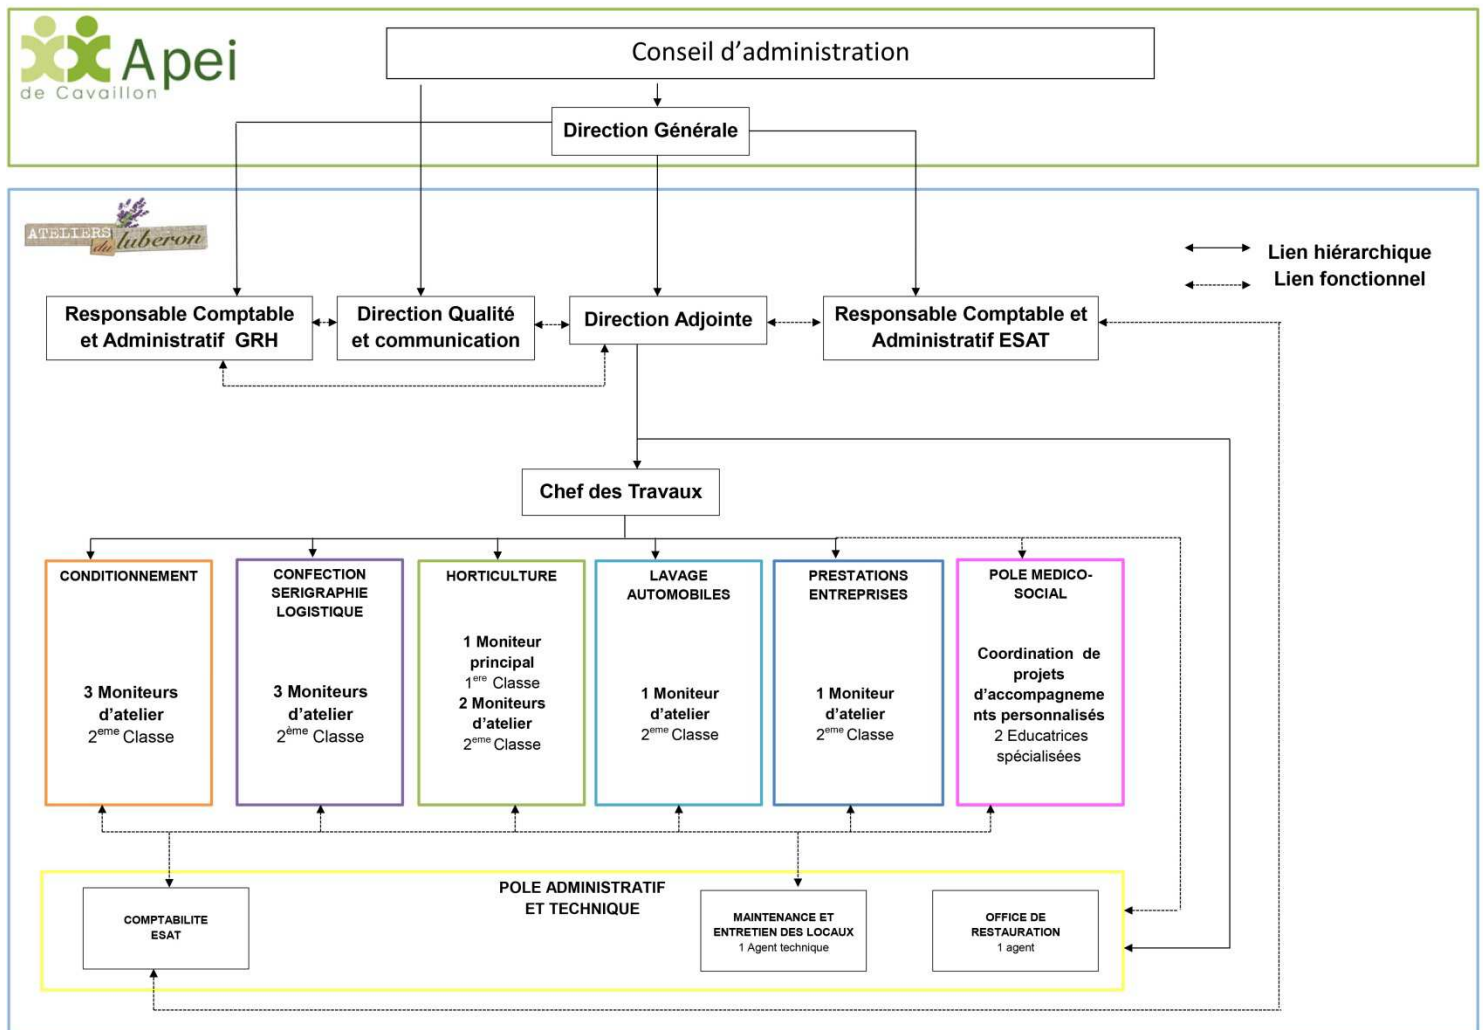 Apei
de Cavaillon
Conseil d’administration
Direction Générale
ATELIERS
du luberon
Lien hiérarchique
Lien fonctionnel
Responsable Comptable
et Administratif GRH
Direction Qualité
et communication
Direction Adjointe
Responsable Comptable et
Administratif ESAT
Chef des Travaux
CONDITIONNEMENT
3 Moniteurs
d’atelier
2eme Classe
CONFECTION
SERIGRAPHIE
LOGISTIQUE
3 Moniteurs
d’atelier
2ème Classe
HORTICULTURE
1 Moniteur
principal
1ere Classe
2 Moniteurs
d’atelier
2eme Classe
LAVAGE
AUTOMOBILES
1 Moniteur
d’atelier
2eme Classe
PRESTATIONS
ENTREPRISES
1 Moniteur
d’atelier
2eme Classe
POLE MEDICO-
SOCIAL
Coordination de
projets
d’accompagneme
nts personnalisés
2 Educatrices
spécialisées
POLE ADMINISTRATIF
ET TECHNIQUE
COMPTABILITE
ESAT
MAINTENANCE ET
ENTRETIEN DES LOCAUX
1 Agent technique
OFFICE DE
RESTAURATION
1 agent